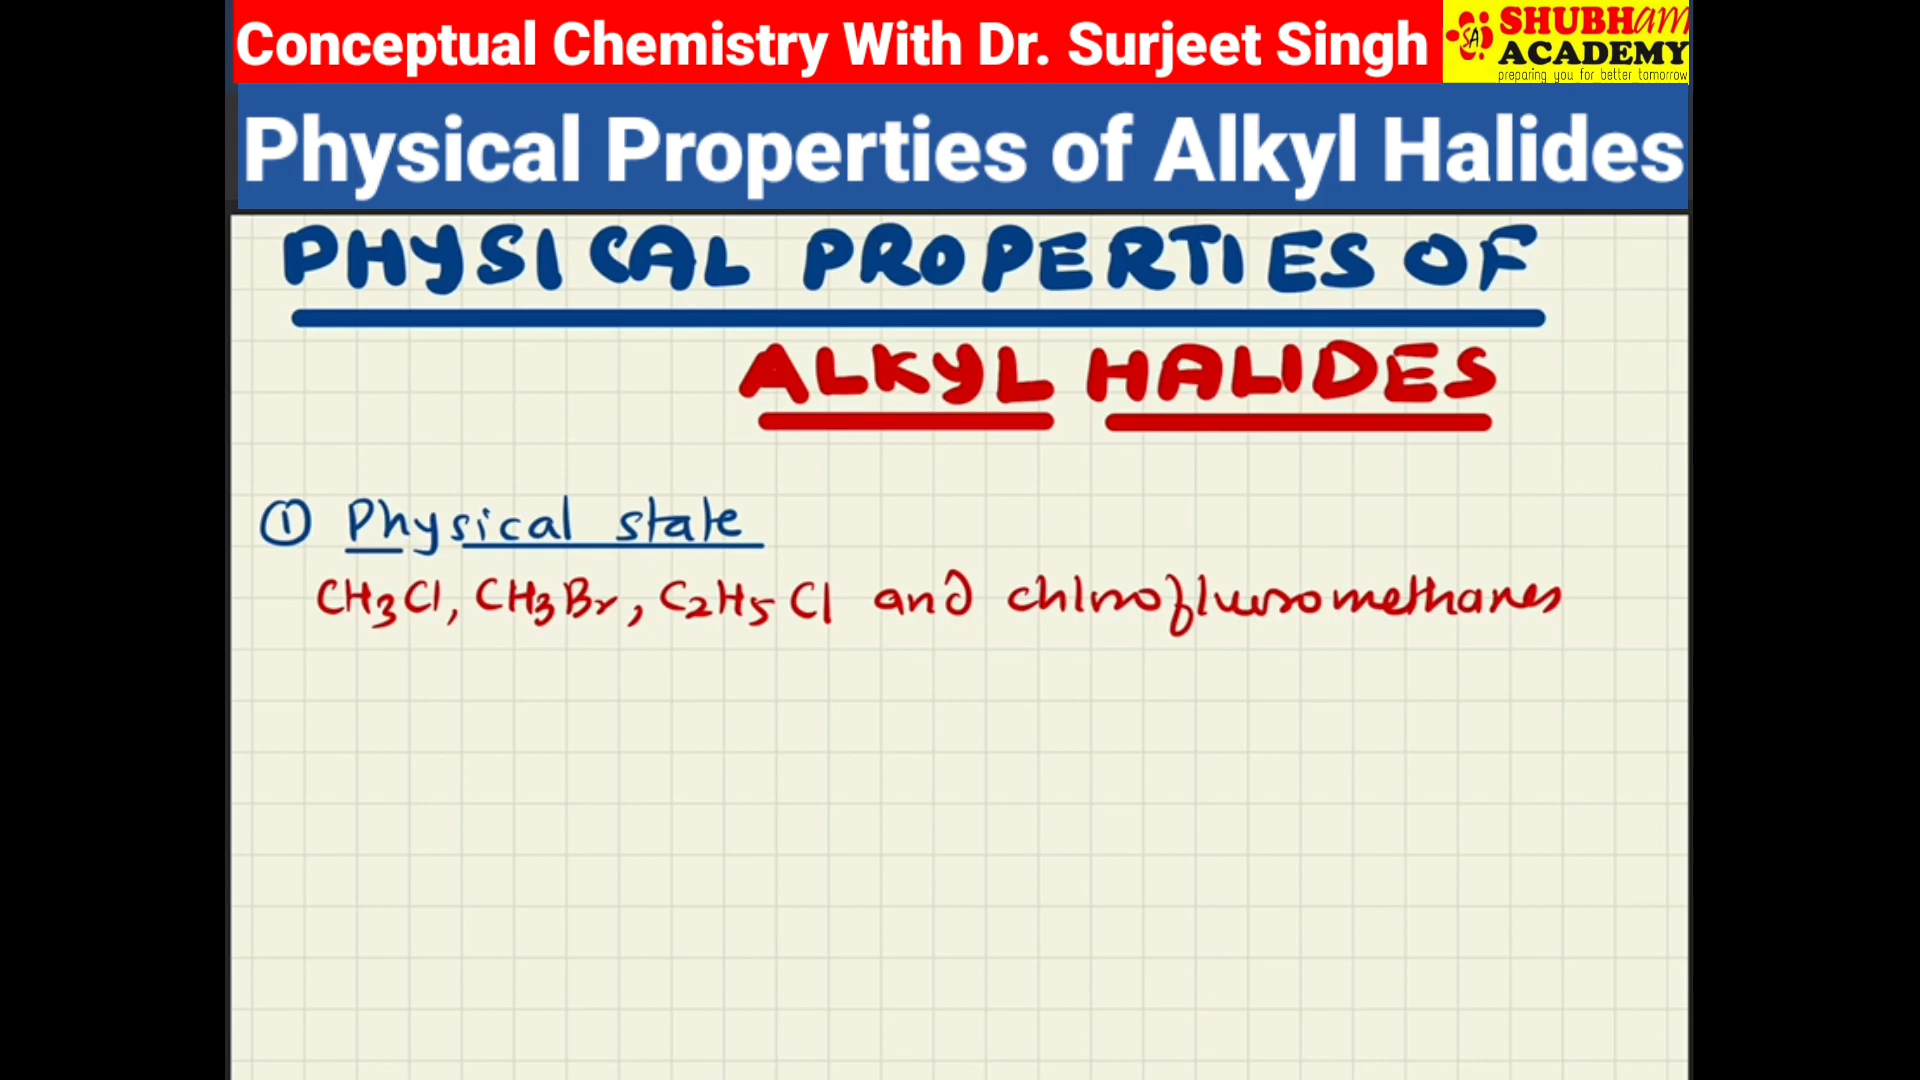 Conceptual Chemistry With Dr. Surjeet Singh
SHUBHam
ACADEMY
preparing you for better tomorrow
SA
Physical Properties of Alkyl Halides
PHYSICAL PROPERTIES OF
ALKYL HALIDES
① Physical state
CH3Cl, CH3Br, C2H5Cl and chlorofluoromethanes